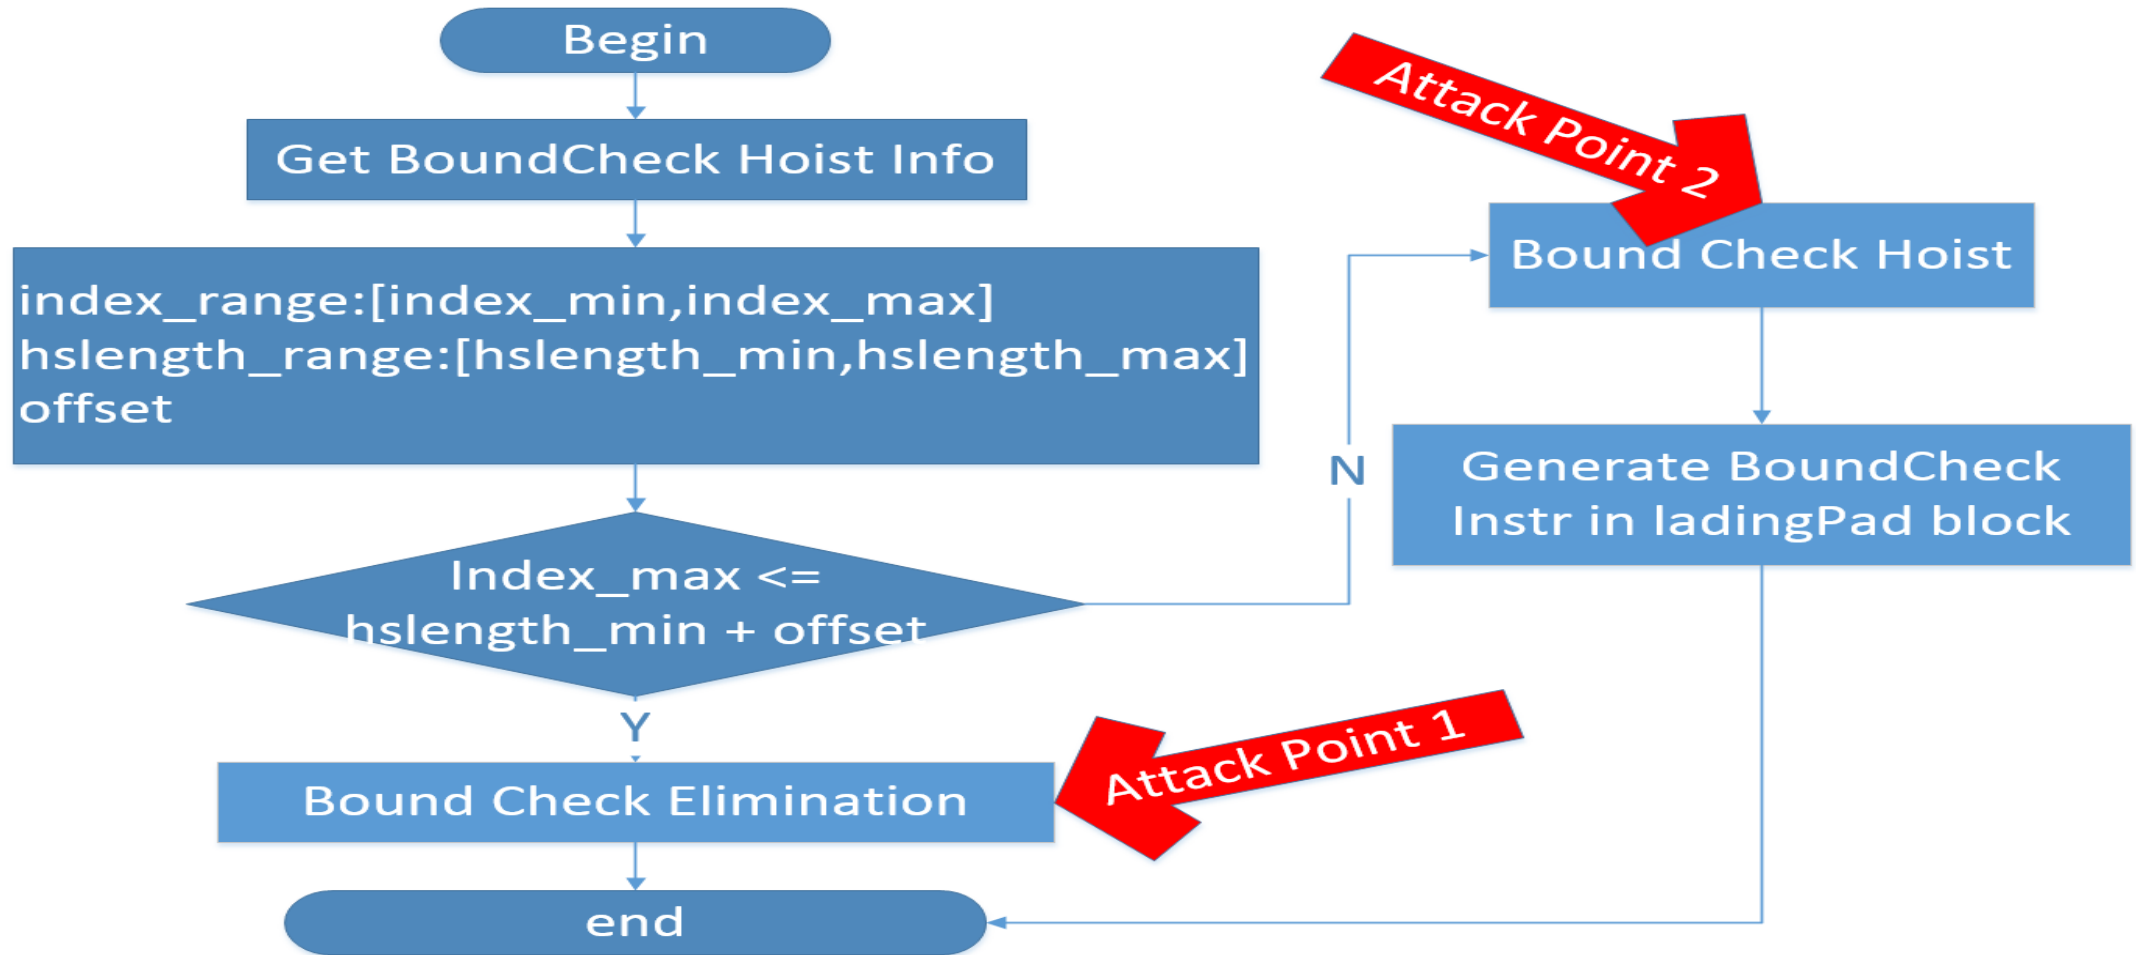 Begin
Get BoundCheck Hoist Info
index_range:[index_min,index_max]
hslength_range:[hslength_min,hslength_max]
offset
Index_max <=
hslength_min + offset
Y
Bound Check Elimination
end
N
Attack Point 2
Bound Check Hoist
Generate BoundCheck
Instr in ladingPad block
Attack Point 1